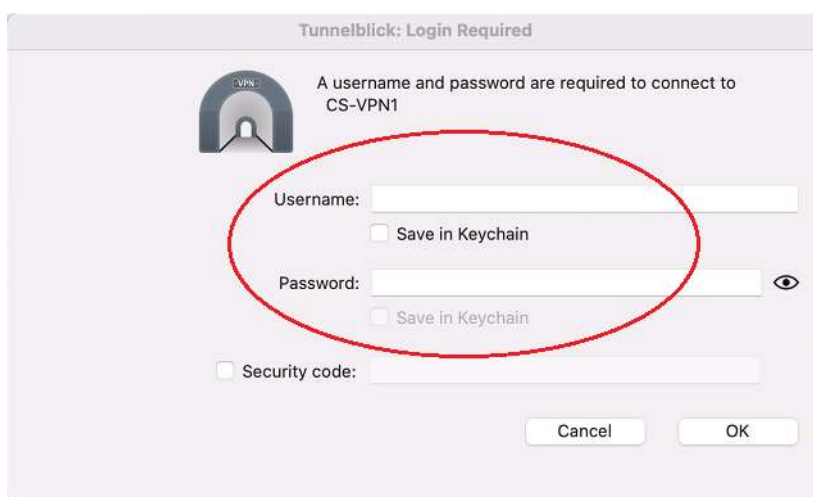 Tunnelblick: Login Required
VPN
A username and password are required to connect to
CS-VPN1
Username:
Save in Keychain
Password:
Save in Keychain
Security code:
Cancel
OK